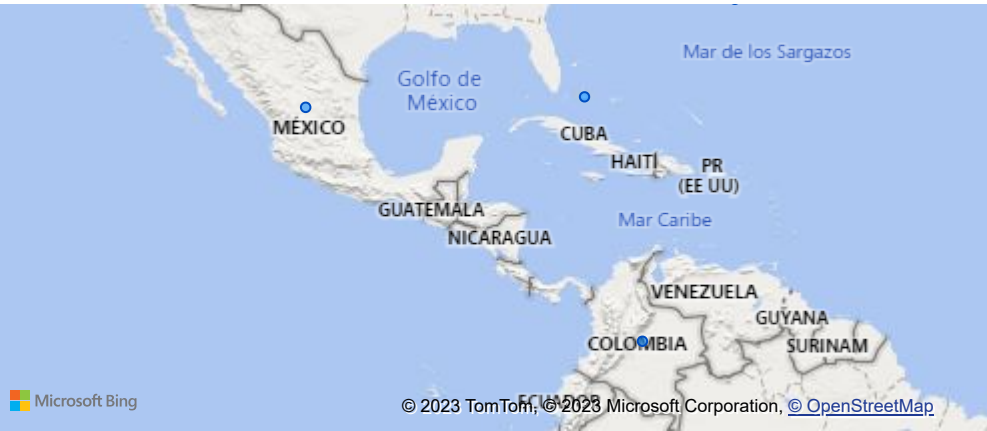 Mar de los Sargazos
Golfo de
México
MÉXICO
CUBA
HAITÍ
PR
(EE UU)
GUATEMALA
Mar Caribe
NICARAGUA
VENEZUELA
GUYANA
COLOMBIA
SURINAM
ECUADOR
Microsoft Bing
© 2023 TomTom, © 2023 Microsoft Corporation, © OpenStreetMap